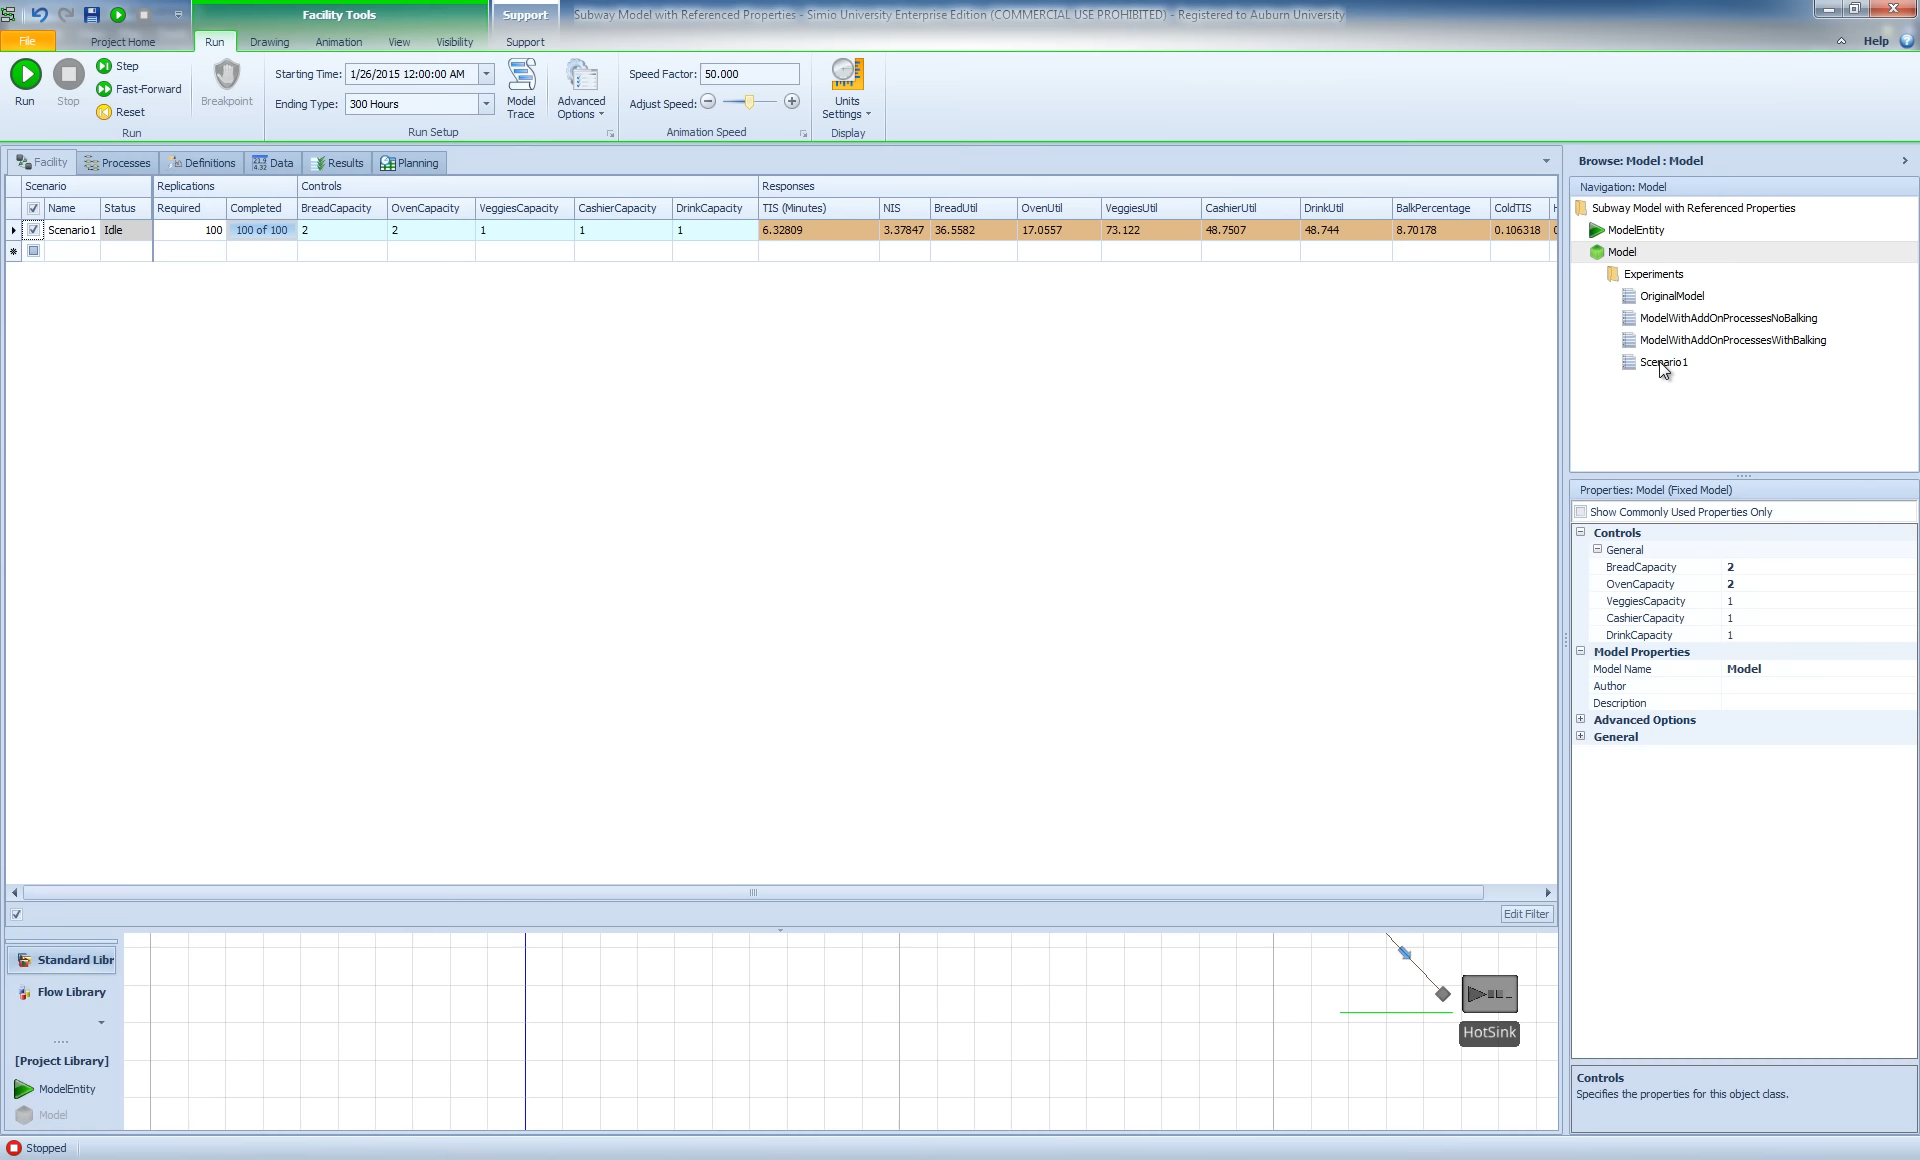 Facility Tools
Support
Subway Model with Referenced Properties - Simio University Enterprise Edition (COMMERCIAL USE PROHIBITED) - Registered to Auburn University
File
Project Home
Run
Drawing
Animation
View
Visibility
Support
Help
Run
Stop
Step
Fast-Forward
Reset
Run
Breakpoint
Starting Time: 1/26/2015 12:00:00 AM
Ending Type: 300 Hours
Model Trace
Advanced Options
Run Setup
Speed Factor: 50.000
Adjust Speed:
Animation Speed
Units Settings
Display
Facility
Processes
Definitions
Data
Results
Planning
Scenario
Replications
Controls
Responses
Name Status Required Completed BreadCapacity OvenCapacity VeggiesCapacity CashierCapacity DrinkCapacity TIS (Minutes) NIS BreadUtil OvenUtil VeggiesUtil CashierUtil DrinkUtil BalkPercentage ColdTIS
Scenario1 Idle 100 100 of 100 2 2 1 1 1 6.32809 3.37847 36.5582 17.0557 73.122 48.7507 48.744 8.70178 0.106318
Edit Filter
Standard Libr
Flow Library
[Project Library]
ModelEntity
Model
HotSink
Stopped
Browse: Model : Model
Navigation: Model
Subway Model with Referenced Properties
ModelEntity
Model
Experiments
OriginalModel
ModelWithAddOnProcessesNoBalking
ModelWithAddOnProcessesWithBalking
Scenario1
Properties: Model (Fixed Model)
Show Commonly Used Properties Only
Controls
General
BreadCapacity 2
OvenCapacity 2
VeggiesCapacity 1
CashierCapacity 1
DrinkCapacity 1
Model Properties
Model Name Model
Author
Description
Advanced Options
General
Controls
Specifies the properties for this object class.